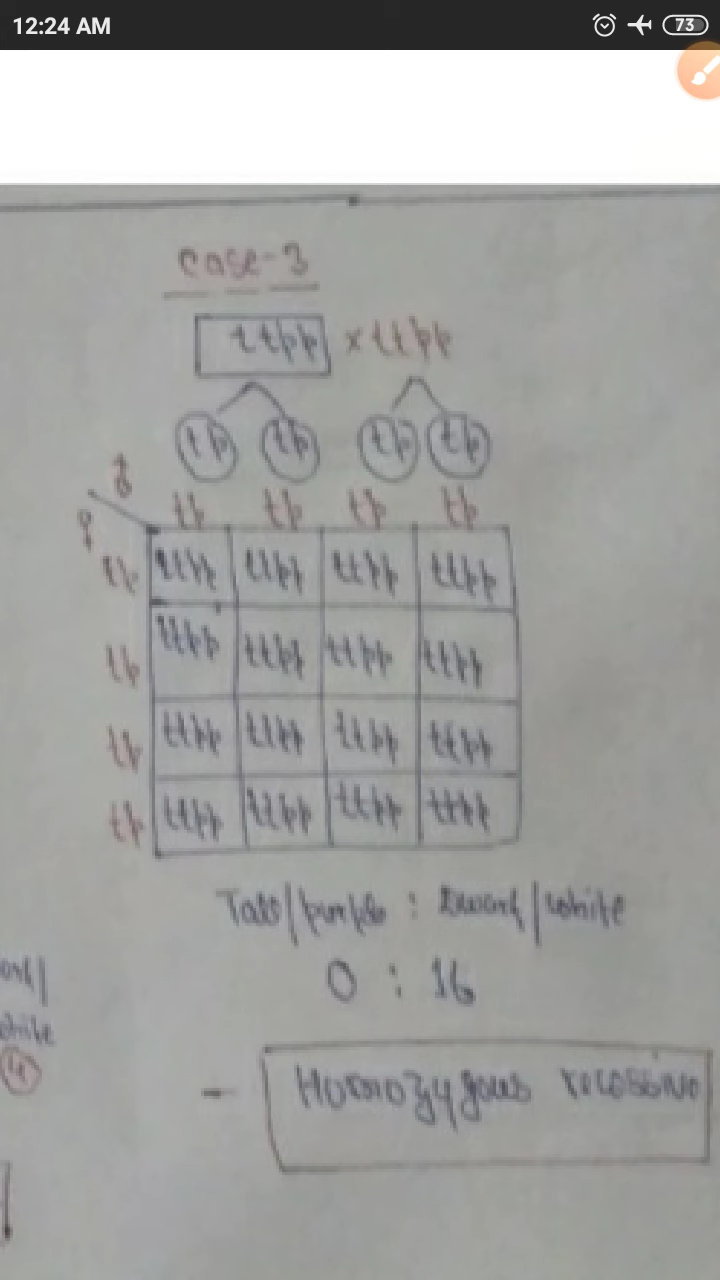 12:24 AM 73
case-3
ttpp × ttpp
tp tp tp tp
♂
♀
tp tp tp tp
tp ttpp ttpp ttpp ttpp
tp ttpp ttpp ttpp ttpp
tp ttpp ttpp ttpp ttpp
tp ttpp ttpp ttpp ttpp
Tall/purple : Dwarf/white
0 : 16
4
- Homozygous recessive